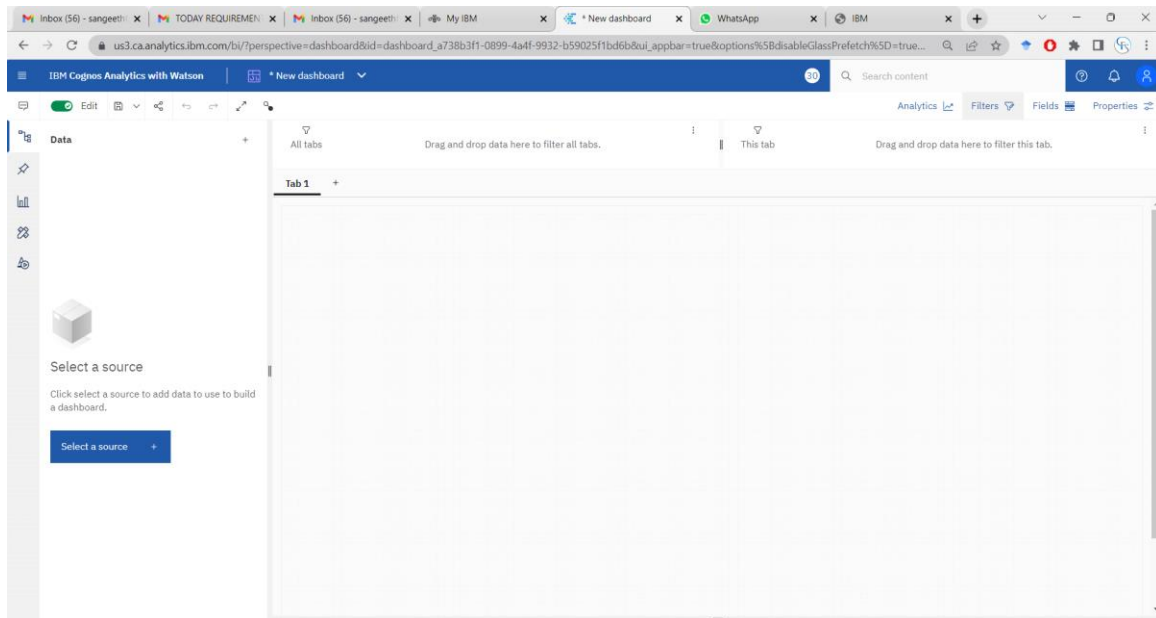 Inbox (56) - sangeeth TODAY REQUIREMEN Inbox (56) - sangeeth My IBM * New dashboard WhatsApp IBM
us3.ca.analytics.ibm.com/bi/?perspective=dashboard&id=dashboard_a738b3f1-0899-4a4f-9932-b59025f1bd6b&ui_appbar=true&options%5BdisableGlassPrefetch%5D=true...
IBM Cognos Analytics with Watson * New dashboard 30 Search content
Edit Analytics Filters Fields Properties
Data +
All tabs Drag and drop data here to filter all tabs. This tab Drag and drop data here to filter this tab.
Tab 1 +
Select a source
Click select a source to add data to use to build
a dashboard.
Select a source +